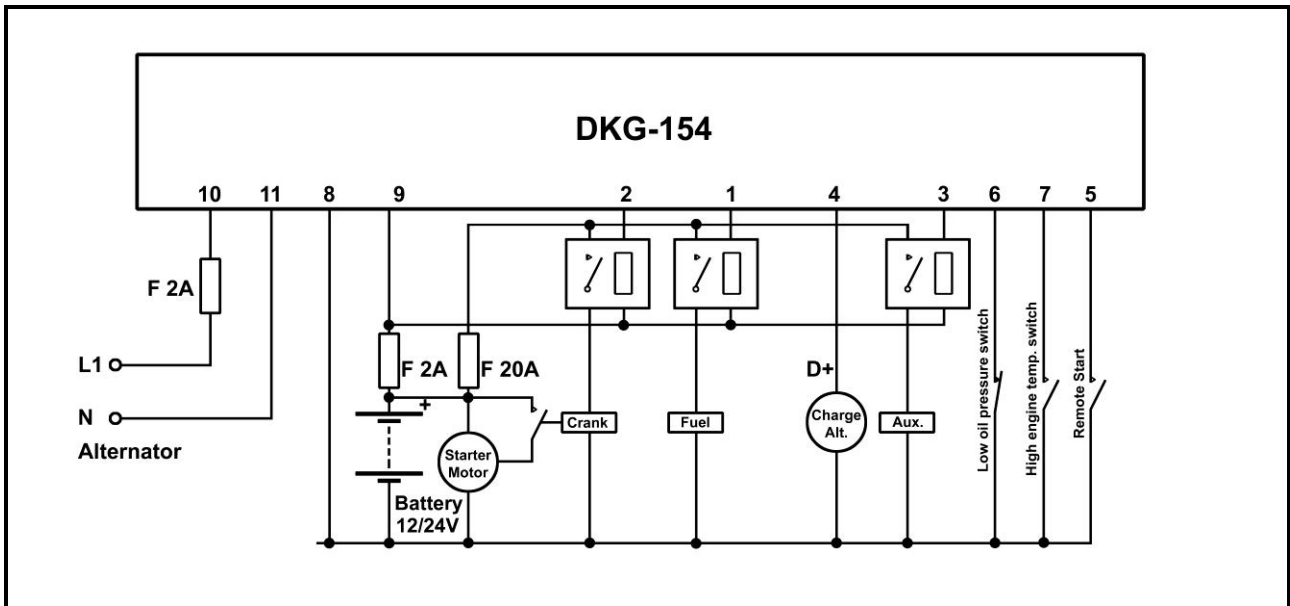 DKG-154
10 11 8 9 2 1 4 3 6 7 5
F 2A
L1
N
Alternator
F 2A
F 20A
+
Battery
12/24V
Starter
Motor
Crank
Fuel
D+
Charge
Alt.
Aux.
Low oil pressure switch
High engine temp. switch
Remote Start